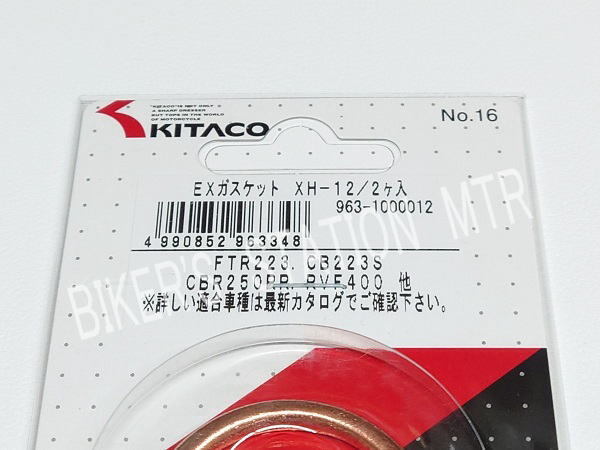 "KITACO" IS NOT ONLY
A SHARP DRESSER
BUT TOPS IN THE WORLD
OF MOTORCYCLE
KITACO
No.16
EXガスケット XH-12/2ケ入
963-1000012
4 990852 963348
FTR223. CB223S
CBR250RR. RVF400 他
※詳しい適合車種は最新カタログでご確認下さい。
BIKER'S STATION MTR